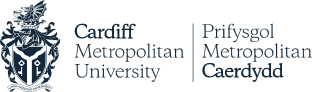 Cardiff
Metropolitan
University
Prifysgol
Metropolitan
Caerdydd